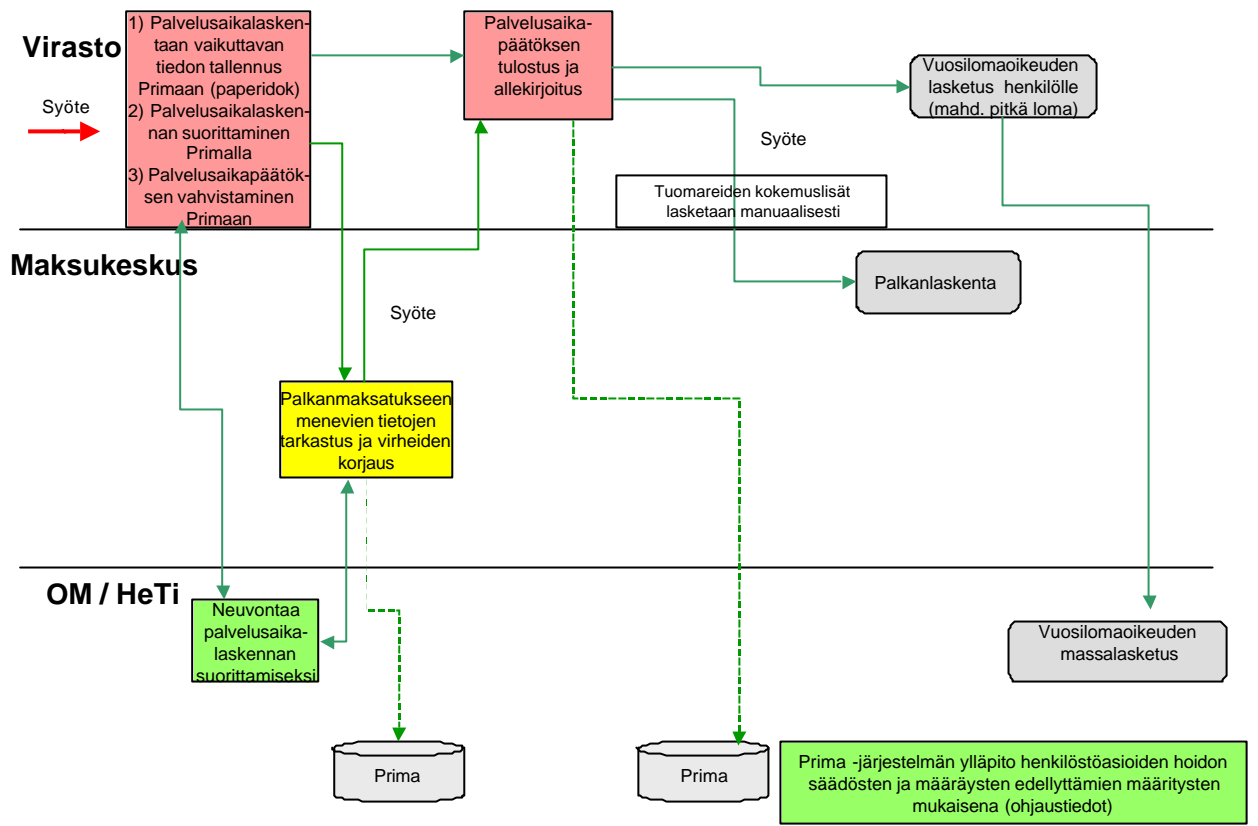 Virasto
Syöte
1) Palvelusaikalasken-
taan vaikuttavan
tiedon tallennus
Primaan (paperidok)
2) Palvelusaikalasken-
nan suorittaminen
Primalla
3) Palvelusaikapäätök-
sen vahvistaminen
Primaan
Palvelusaika-
päätöksen
tulostus ja
allekirjoitus
Vuosilomaoikeuden
lasketus henkilölle
(mahd. pitkä loma)
Syöte
Tuomareiden kokemuslisät
lasketaan manuaalisesti
Maksukeskus
Palkanlaskenta
Syöte
Palkanmaksatukseen
menevien tietojen
tarkastus ja virheiden
korjaus
OM / HeTi
Neuvontaa
palvelusaika-
laskennan
suorittamiseksi
Vuosilomaoikeuden
massalasketus
Prima
Prima
Prima -järjestelmän ylläpito henkilöstöasioiden hoidon
säädösten ja määräysten edellyttämien määritysten
mukaisena (ohjaustiedot)